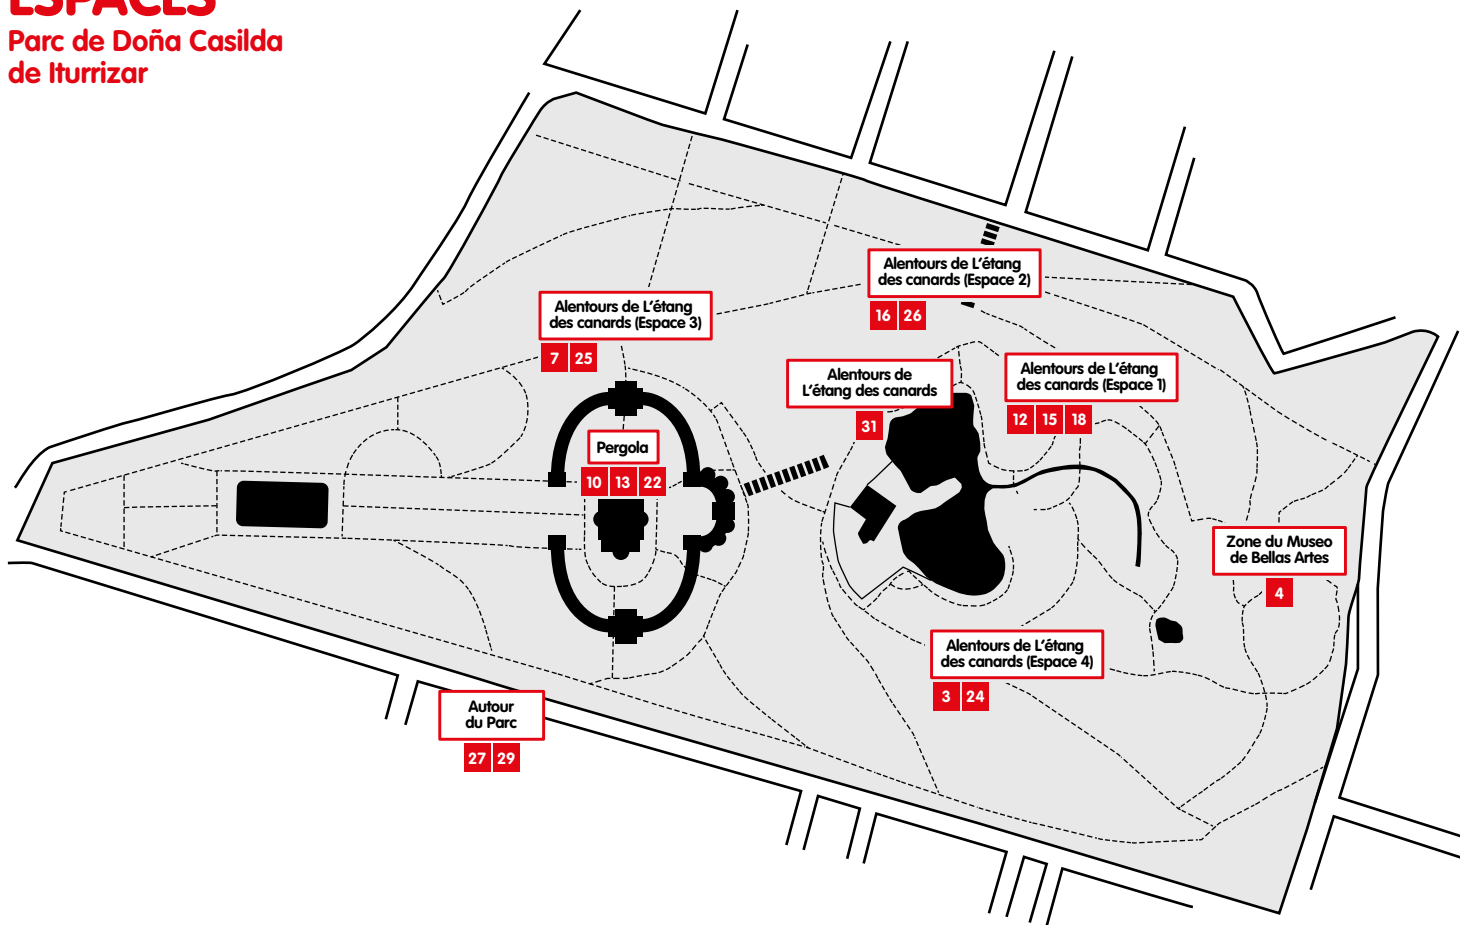 ESPACES
Parc de Doña Casilda
de Iturrizar
Alentours de L'étang
des canards (Espace 2)
16 26
Alentours de L'étang
des canards (Espace 3)
7 25
Alentours de
L'étang des canards
31
Alentours de L'étang
des canards (Espace 1)
12 15 18
Pergola
10 13 22
Zone du Museo
de Bellas Artes
4
Alentours de L'étang
des canards (Espace 4)
3 24
Autour
du Parc
27 29